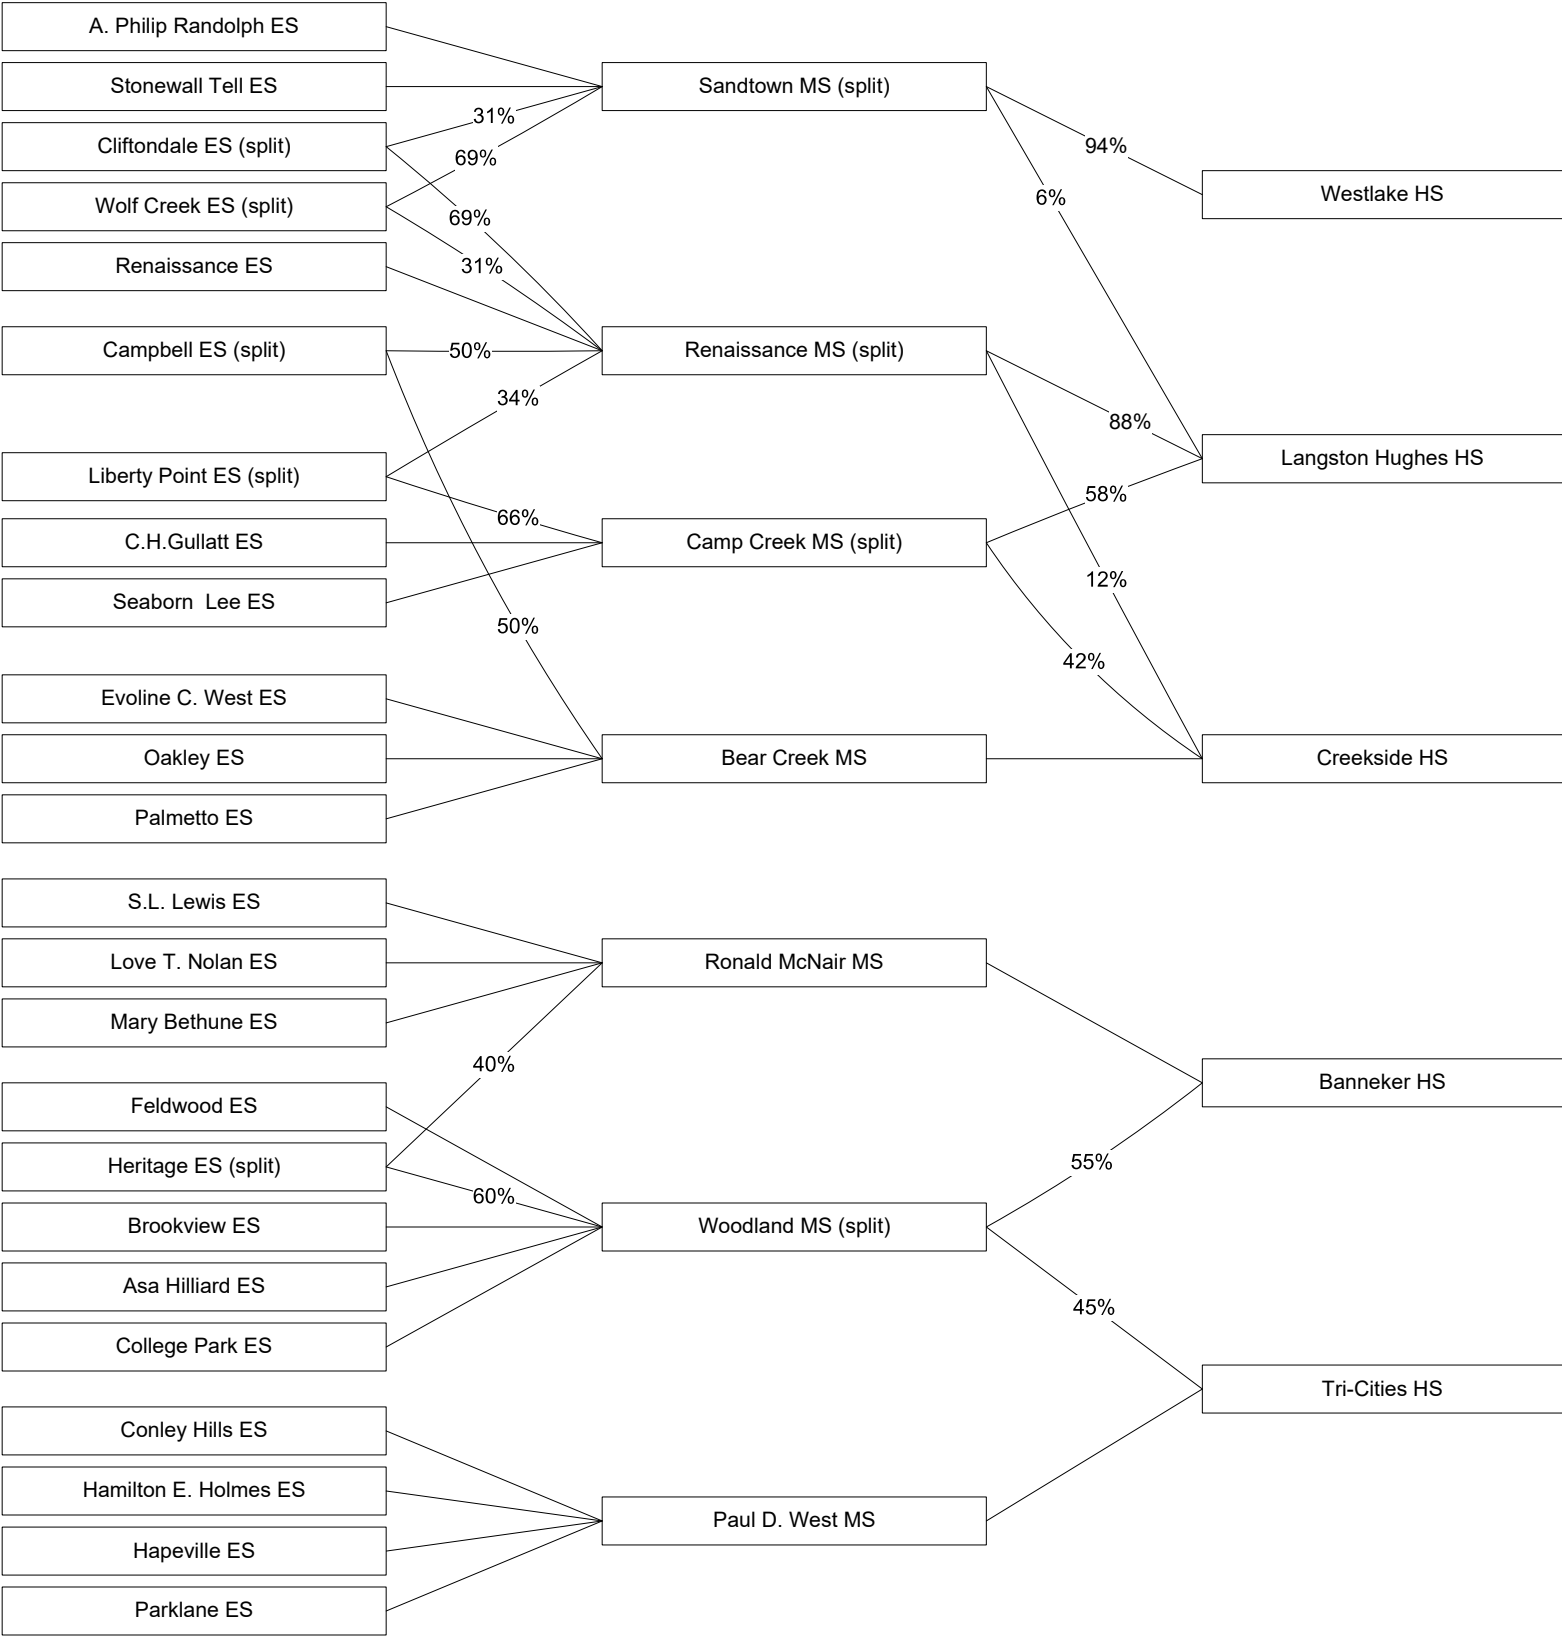 A. Philip Randolph ES
Stonewall Tell ES
Cliftondale ES (split)
Wolf Creek ES (split)
Renaissance ES
Campbell ES (split)
Liberty Point ES (split)
C.H.Gullatt ES
Seaborn  Lee ES
Evoline C. West ES
Oakley ES
Palmetto ES
S.L. Lewis ES
Love T. Nolan ES
Mary Bethune ES
Feldwood ES
Heritage ES (split)
Brookview ES
Asa Hilliard ES
College Park ES
Conley Hills ES
Hamilton E. Holmes ES
Hapeville ES
Parklane ES
31%
69%
69%
31%
50%
34%
66%
50%
40%
60%
Sandtown MS (split)
Renaissance MS (split)
Camp Creek MS (split)
Bear Creek MS
Ronald McNair MS
Woodland MS (split)
Paul D. West MS
94%
6%
88%
58%
12%
42%
55%
45%
Westlake HS
Langston Hughes HS
Creekside HS
Banneker HS
Tri-Cities HS